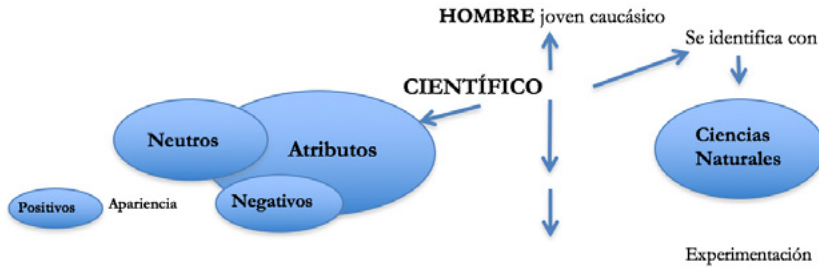 HOMBRE joven caucásico
Se identifica con
CIENTÍFICO
Neutros
Atributos
Ciencias
Naturales
Positivos
Apariencia
Negativos
Experimentación